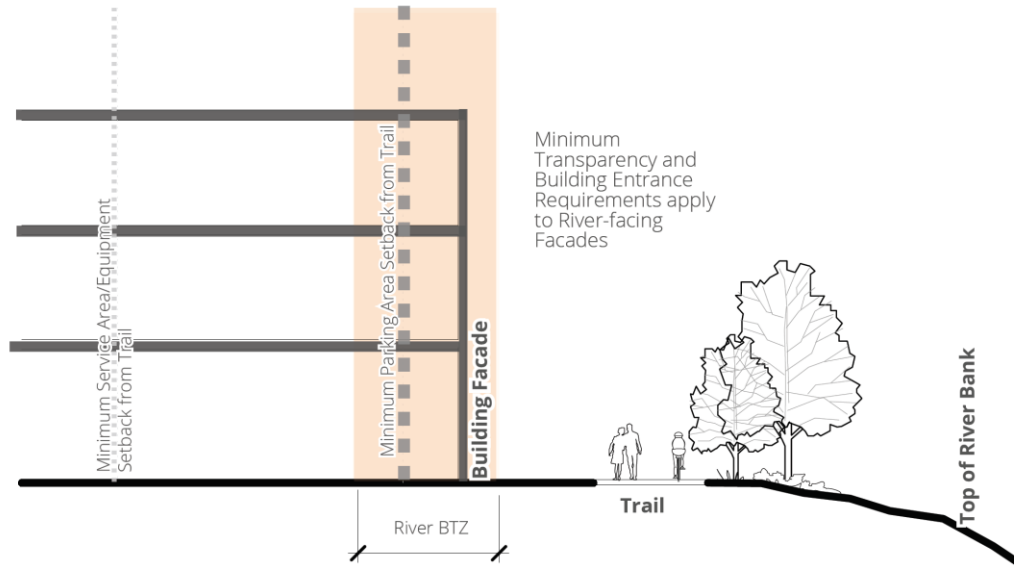 Minimum Service Area/Equipment
Setback from Trail
Minimum Parking Area Setback from Trail
Building Facade
Minimum
Transparency and
Building Entrance
Requirements apply
to River-facing
Facades
Trail
Top of River Bank
River BTZ